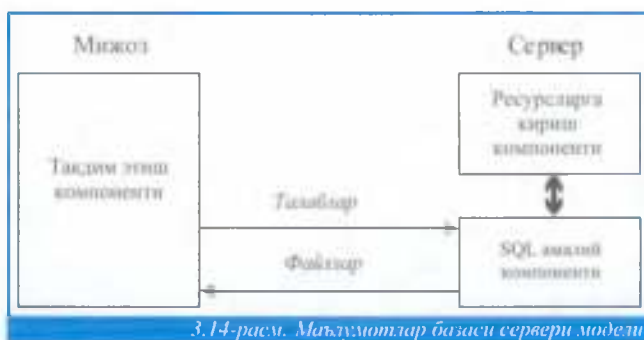 Мижоз
Сервер
Тақдим этиш
компоненти
Ресурсларга
кириш
компоненти
Талаблар
Файллар
SQL амалий
компоненти
3.14-расм. Маълумотлар базаси сервери модели